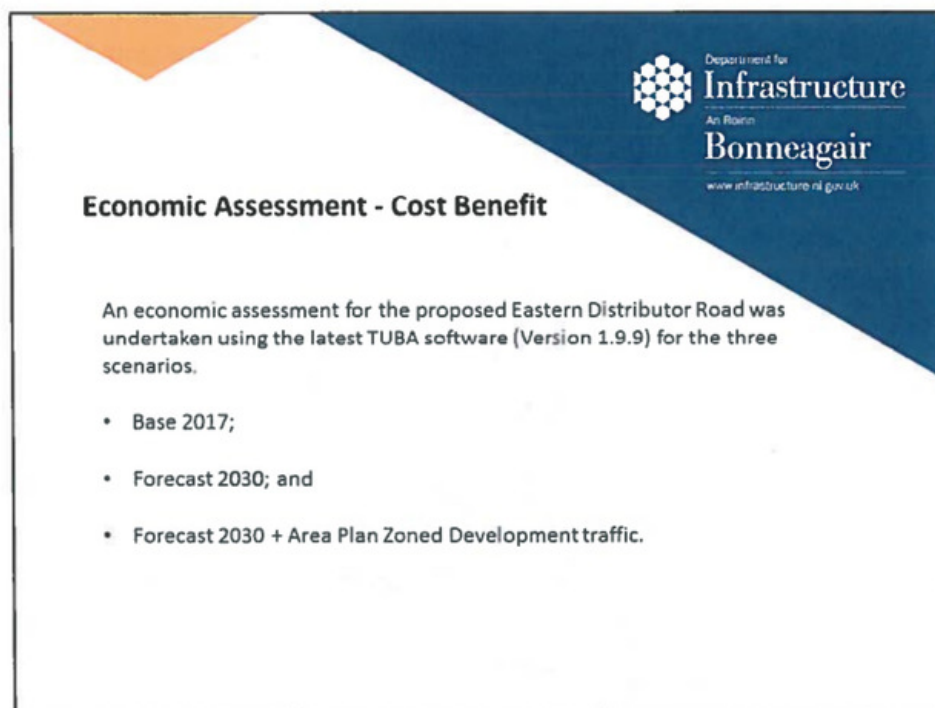 Department for
Infrastructure
An Roinn
Bonneagair
www.infrastructure-ni.gov.uk
Economic Assessment - Cost Benefit
An economic assessment for the proposed Eastern Distributor Road was
undertaken using the latest TUBA software (Version 1.9.9) for the three
scenarios.
• Base 2017;
• Forecast 2030; and
• Forecast 2030 + Area Plan Zoned Development traffic.